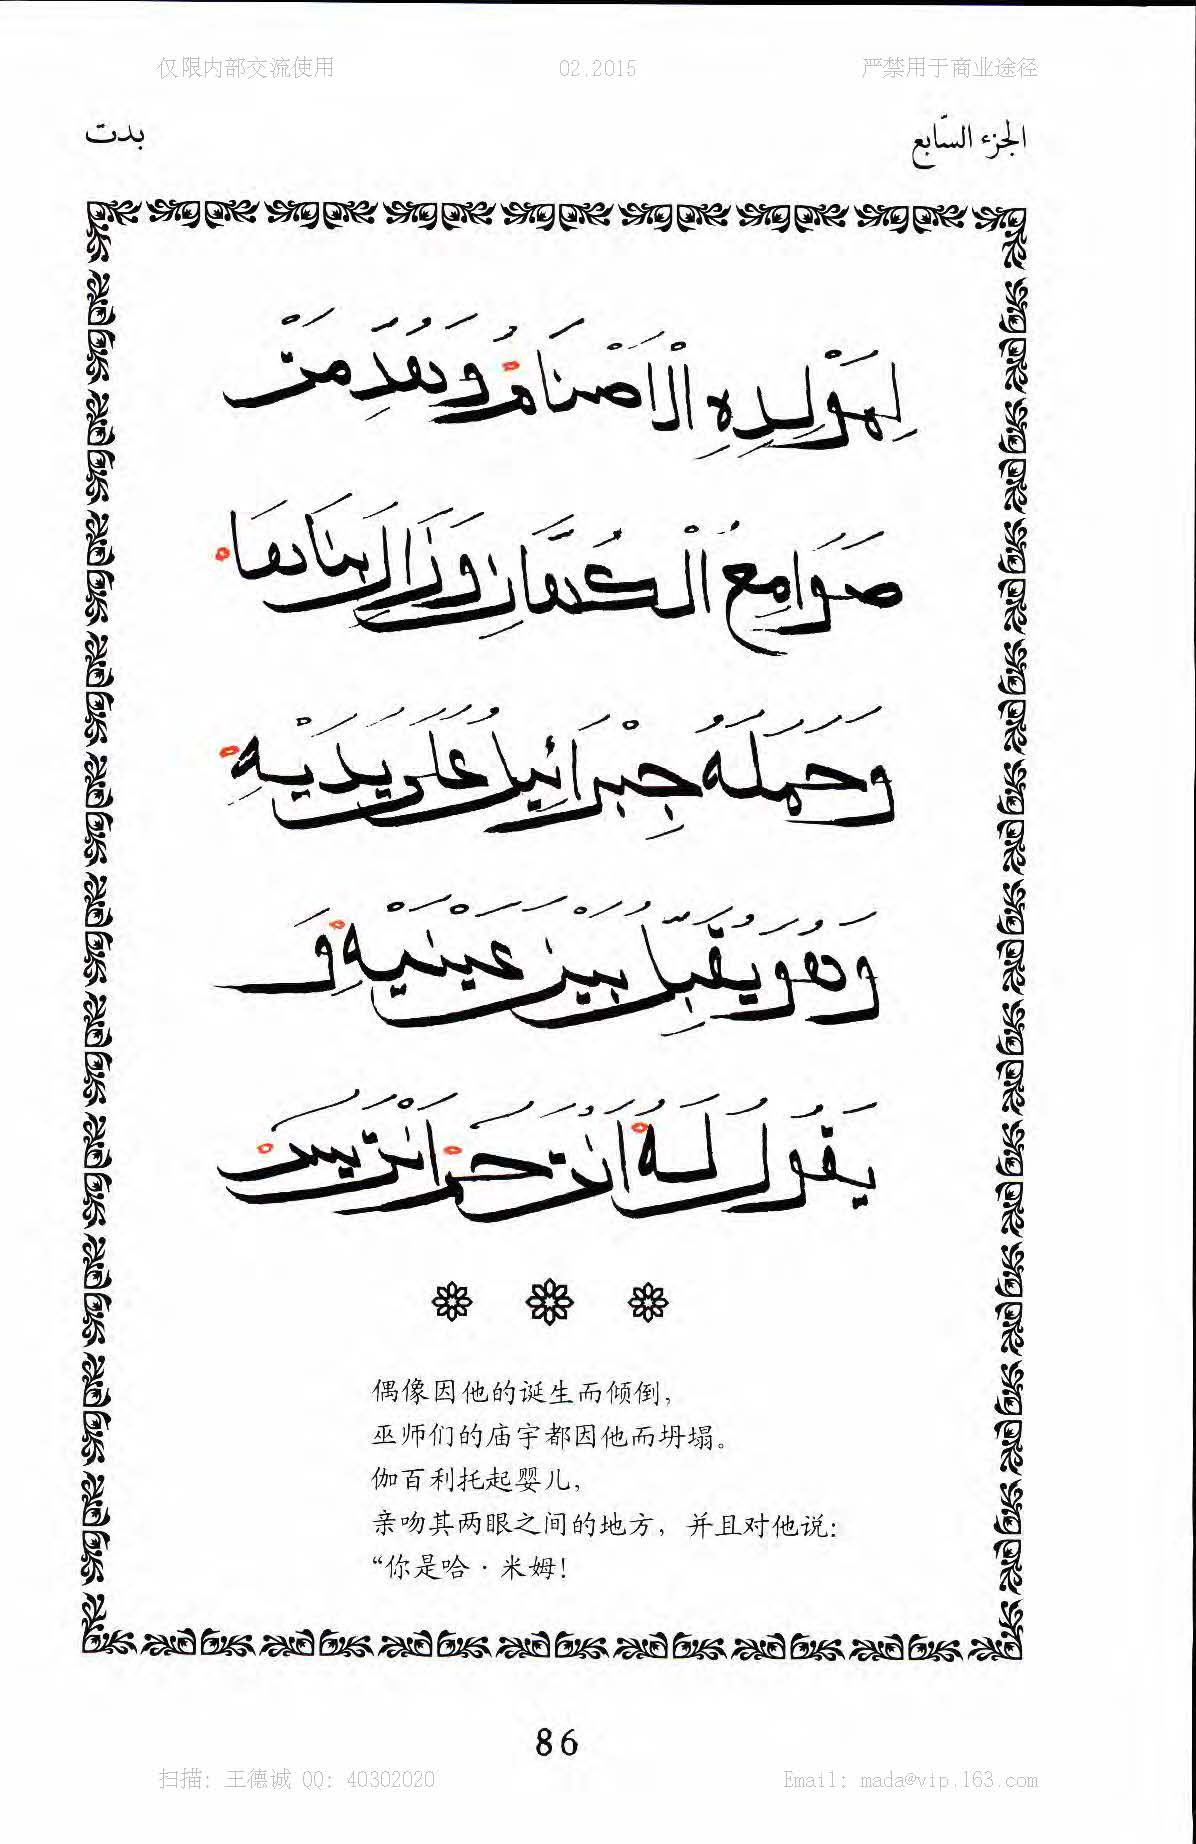 仅限内部交流使用 02.2015 严禁用于商业途径
الجزء السّابع بدت
لِمَوْلِدِهِ الْاَصْنَامُ وَهُدِّمَتْ
صَوَامِعُ الْكُفَّارِ وَزَالَ
وَحَمَلَهُ جِبْرَائِيلُ عَلَى يَدَيْهِ
وَهُوَ يُقَبِّلُ بَيْنَ عَيْنَيْهِ وَ
يَقُولُ لَهُ اَنْتَ حم اَنْتَ يس
偶像因他的诞生而倾倒，
巫师们的庙宇都因他而坍塌。
伽百利托起婴儿，
亲吻其两眼之间的地方，并且对他说：
“你是哈·米姆！
86
扫描：王德诚 QQ: 40302020 Email: mada@vip.163.com